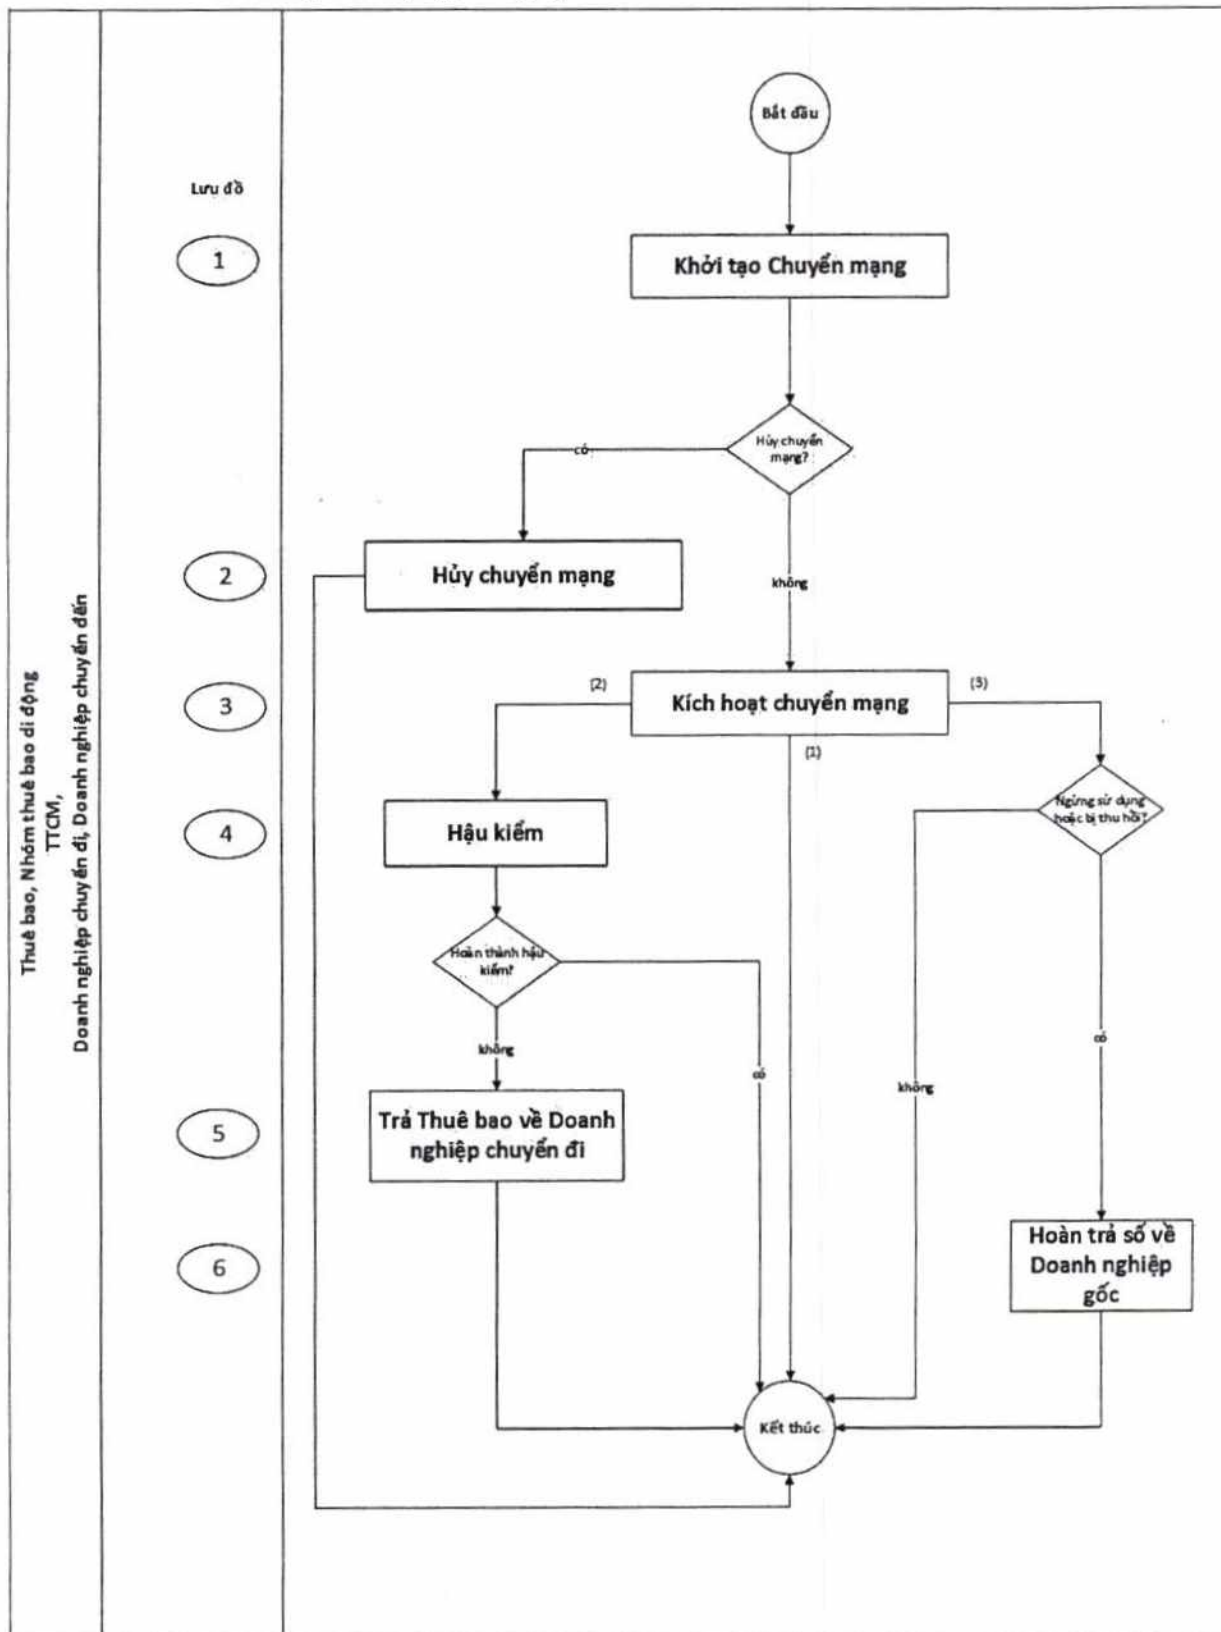 Bắt đầu
Lưu đồ
1
Khởi tạo Chuyển mạng
Hủy chuyển
mạng?
có
2
Hủy chuyển mạng
không
3
(2)
Kích hoạt chuyển mạng
(3)
(1)
Ngừng sử dụng
hoặc bị thu hồi?
4
Hậu kiểm
Hoàn thành hậu
kiểm?
không
có
không
có
5
Trả Thuê bao về Doanh
nghiệp chuyển đi
6
Hoàn trả số về
Doanh nghiệp
gốc
Kết thúc
Thuê bao, Nhóm thuê bao di động
TTCM,
Doanh nghiệp chuyển đi, Doanh nghiệp chuyển đến